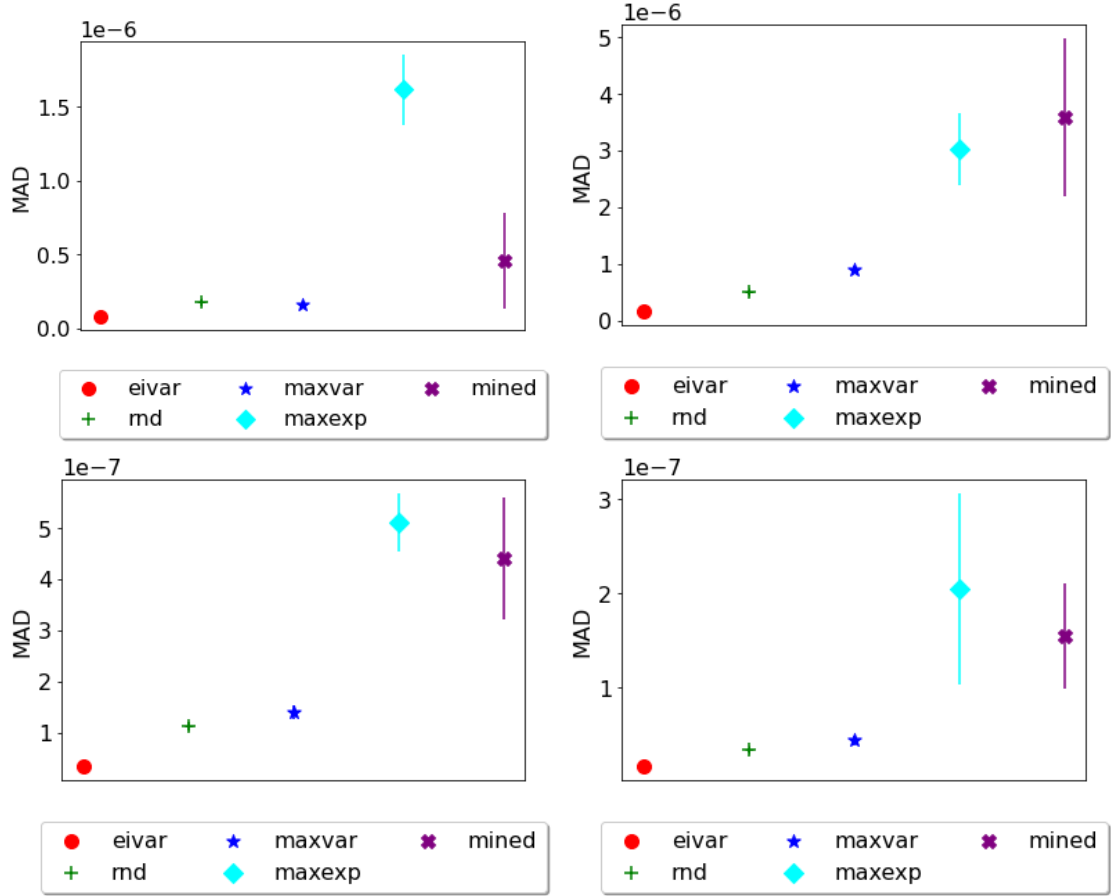 1e−6
1.5
1.0
0.5
0.0
MAD
eivar
maxvar
mined
rnd
maxexp
1e−6
5
4
3
2
1
0
MAD
eivar
maxvar
mined
rnd
maxexp
1e−7
5
4
3
2
1
MAD
eivar
maxvar
mined
rnd
maxexp
1e−7
3
2
1
MAD
eivar
maxvar
mined
rnd
maxexp